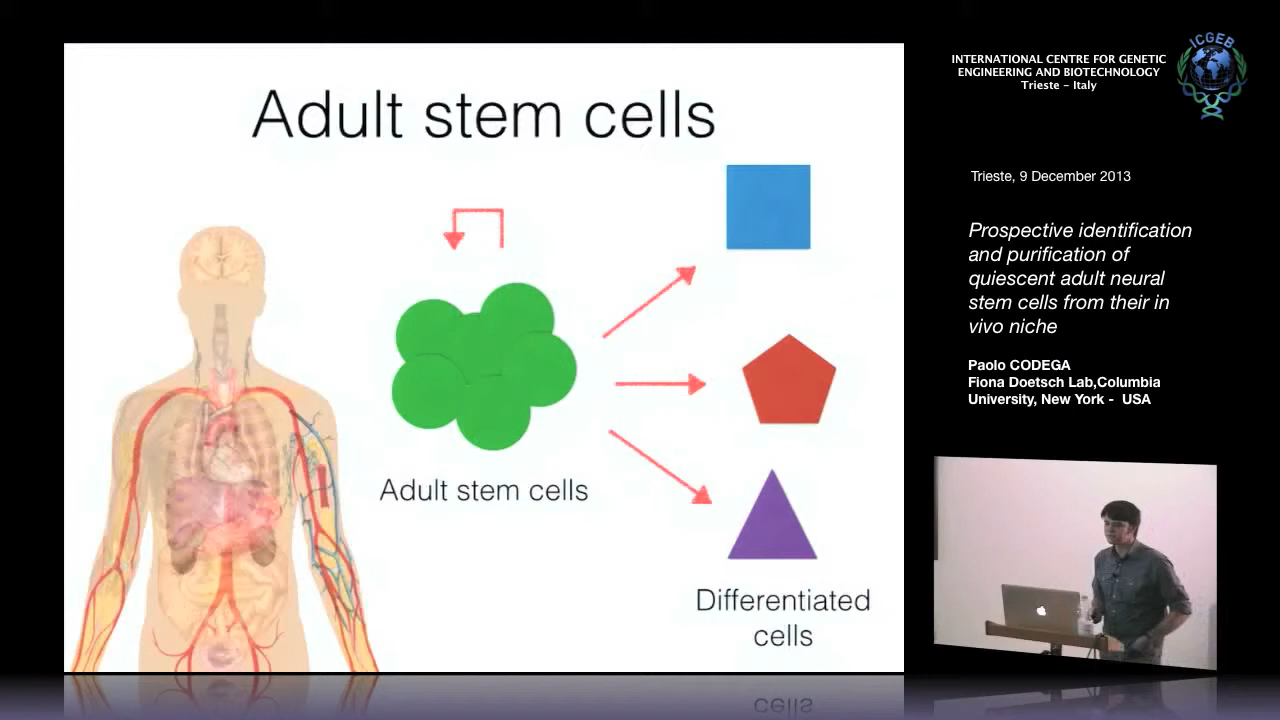 Adult stem cells
Adult stem cells
Differentiated
cells
ICGEB
INTERNATIONAL CENTRE FOR GENETIC
ENGINEERING AND BIOTECHNOLOGY
Trieste - Italy
Trieste, 9 December 2013
Prospective identification
and purification of
quiescent adult neural
stem cells from their in
vivo niche
Paolo CODEGA
Fiona Doetsch Lab,Columbia
University, New York - USA